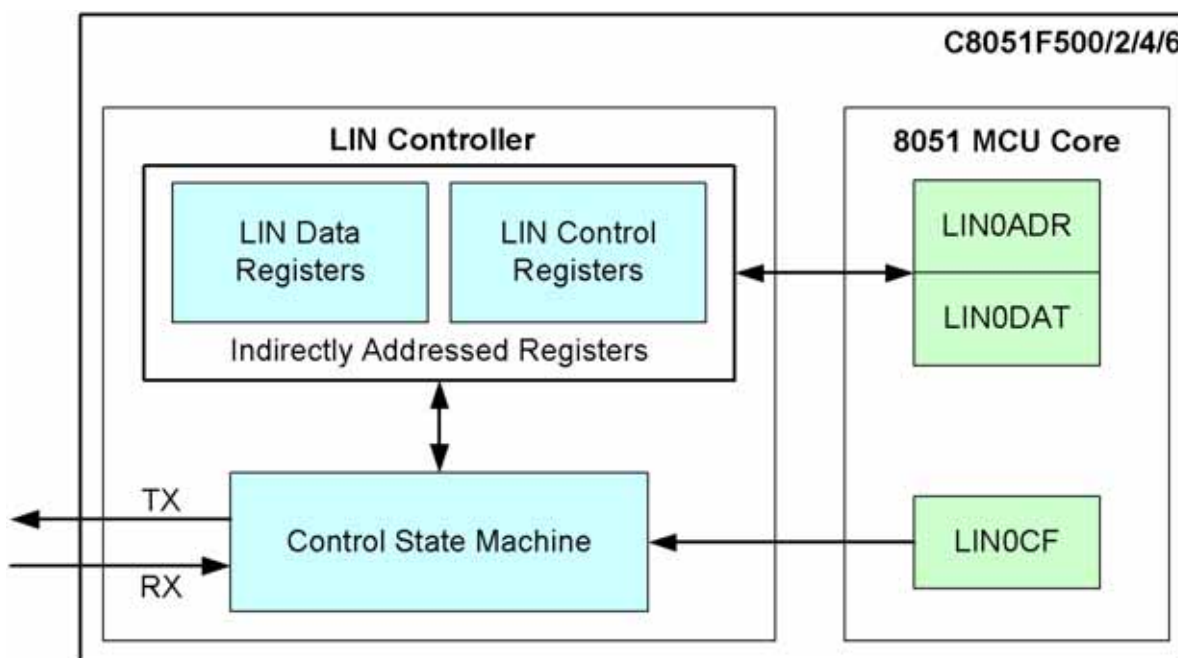 C8051F500/2/4/6
LIN Controller
8051 MCU Core
LIN Data
Registers
LIN Control
Registers
Indirectly Addressed Registers
LIN0ADR
LIN0DAT
TX
RX
Control State Machine
LIN0CF